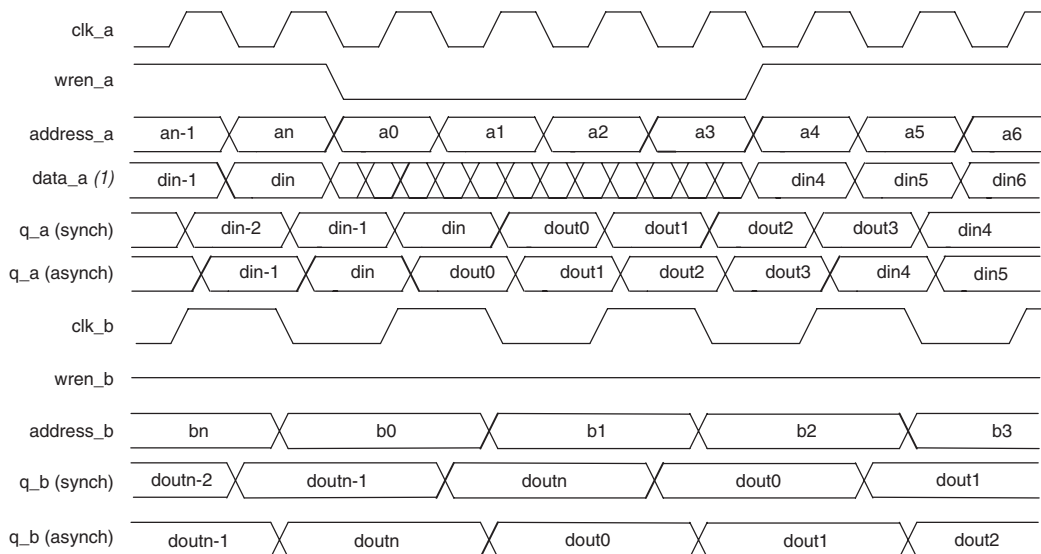 clk_a
wren_a
address_a an-1 an a0 a1 a2 a3 a4 a5 a6
data_a (1) din-1 din din4 din5 din6
q_a (synch) din-2 din-1 din dout0 dout1 dout2 dout3 din4
q_a (asynch) din-1 din dout0 dout1 dout2 dout3 din4 din5
clk_b
wren_b
address_b bn b0 b1 b2 b3
q_b (synch) doutn-2 doutn-1 doutn dout0 dout1
q_b (asynch) doutn-1 doutn dout0 dout1 dout2